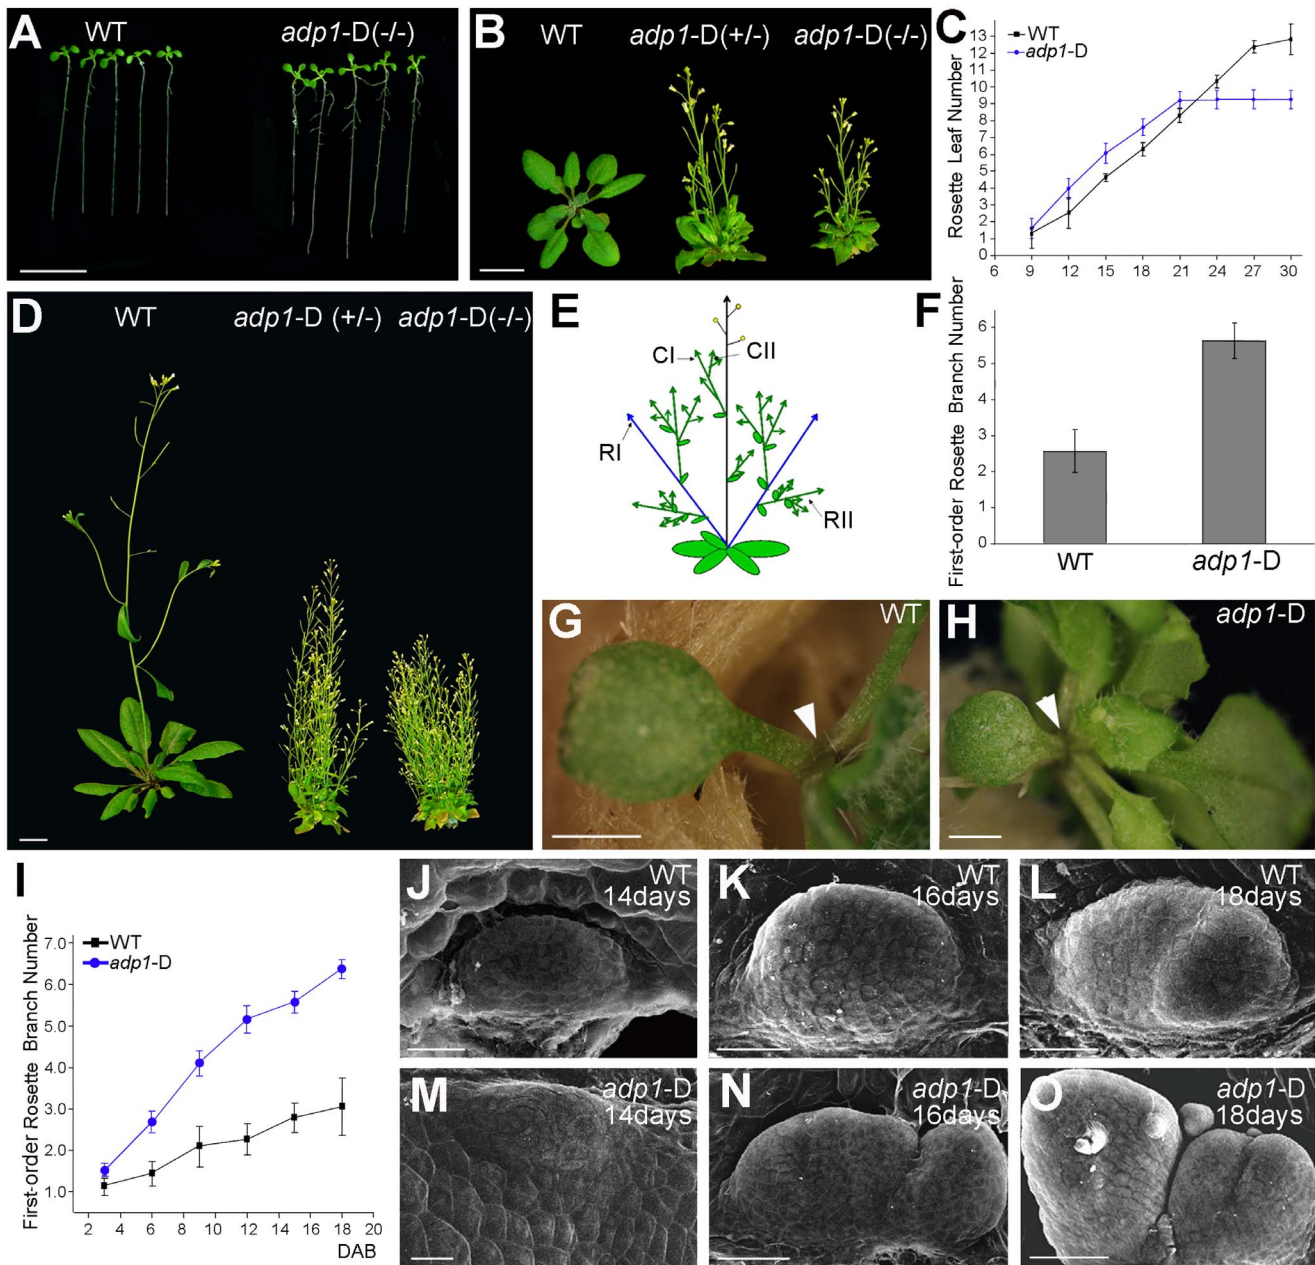 A
WT
adp1-D(-/-)
B
WT
adp1-D(+/-)
adp1-D(-/-)
C
WT
adp1-D
Rosette Leaf Number
13
12
11
10
9
8
7
6
5
4
3
2
1
0
6 9 12 15 18 21 24 27 30
D
WT
adp1-D (+/-)
adp1-D(-/-)
E
CI
CII
RI
RII
F
First-order Rosette Branch Number
6
5
4
3
2
1
0
WT
adp1-D
G
WT
H
adp1-D
I
WT
adp1-D
First-order Rosette Branch Number
7.0
6.0
5.0
4.0
3.0
2.0
1.0
2 4 6 8 10 12 14 16 18 20
DAB
J
WT
14days
K
WT
16days
L
WT
18days
M
adp1-D
14days
N
adp1-D
16days
O
adp1-D
18days